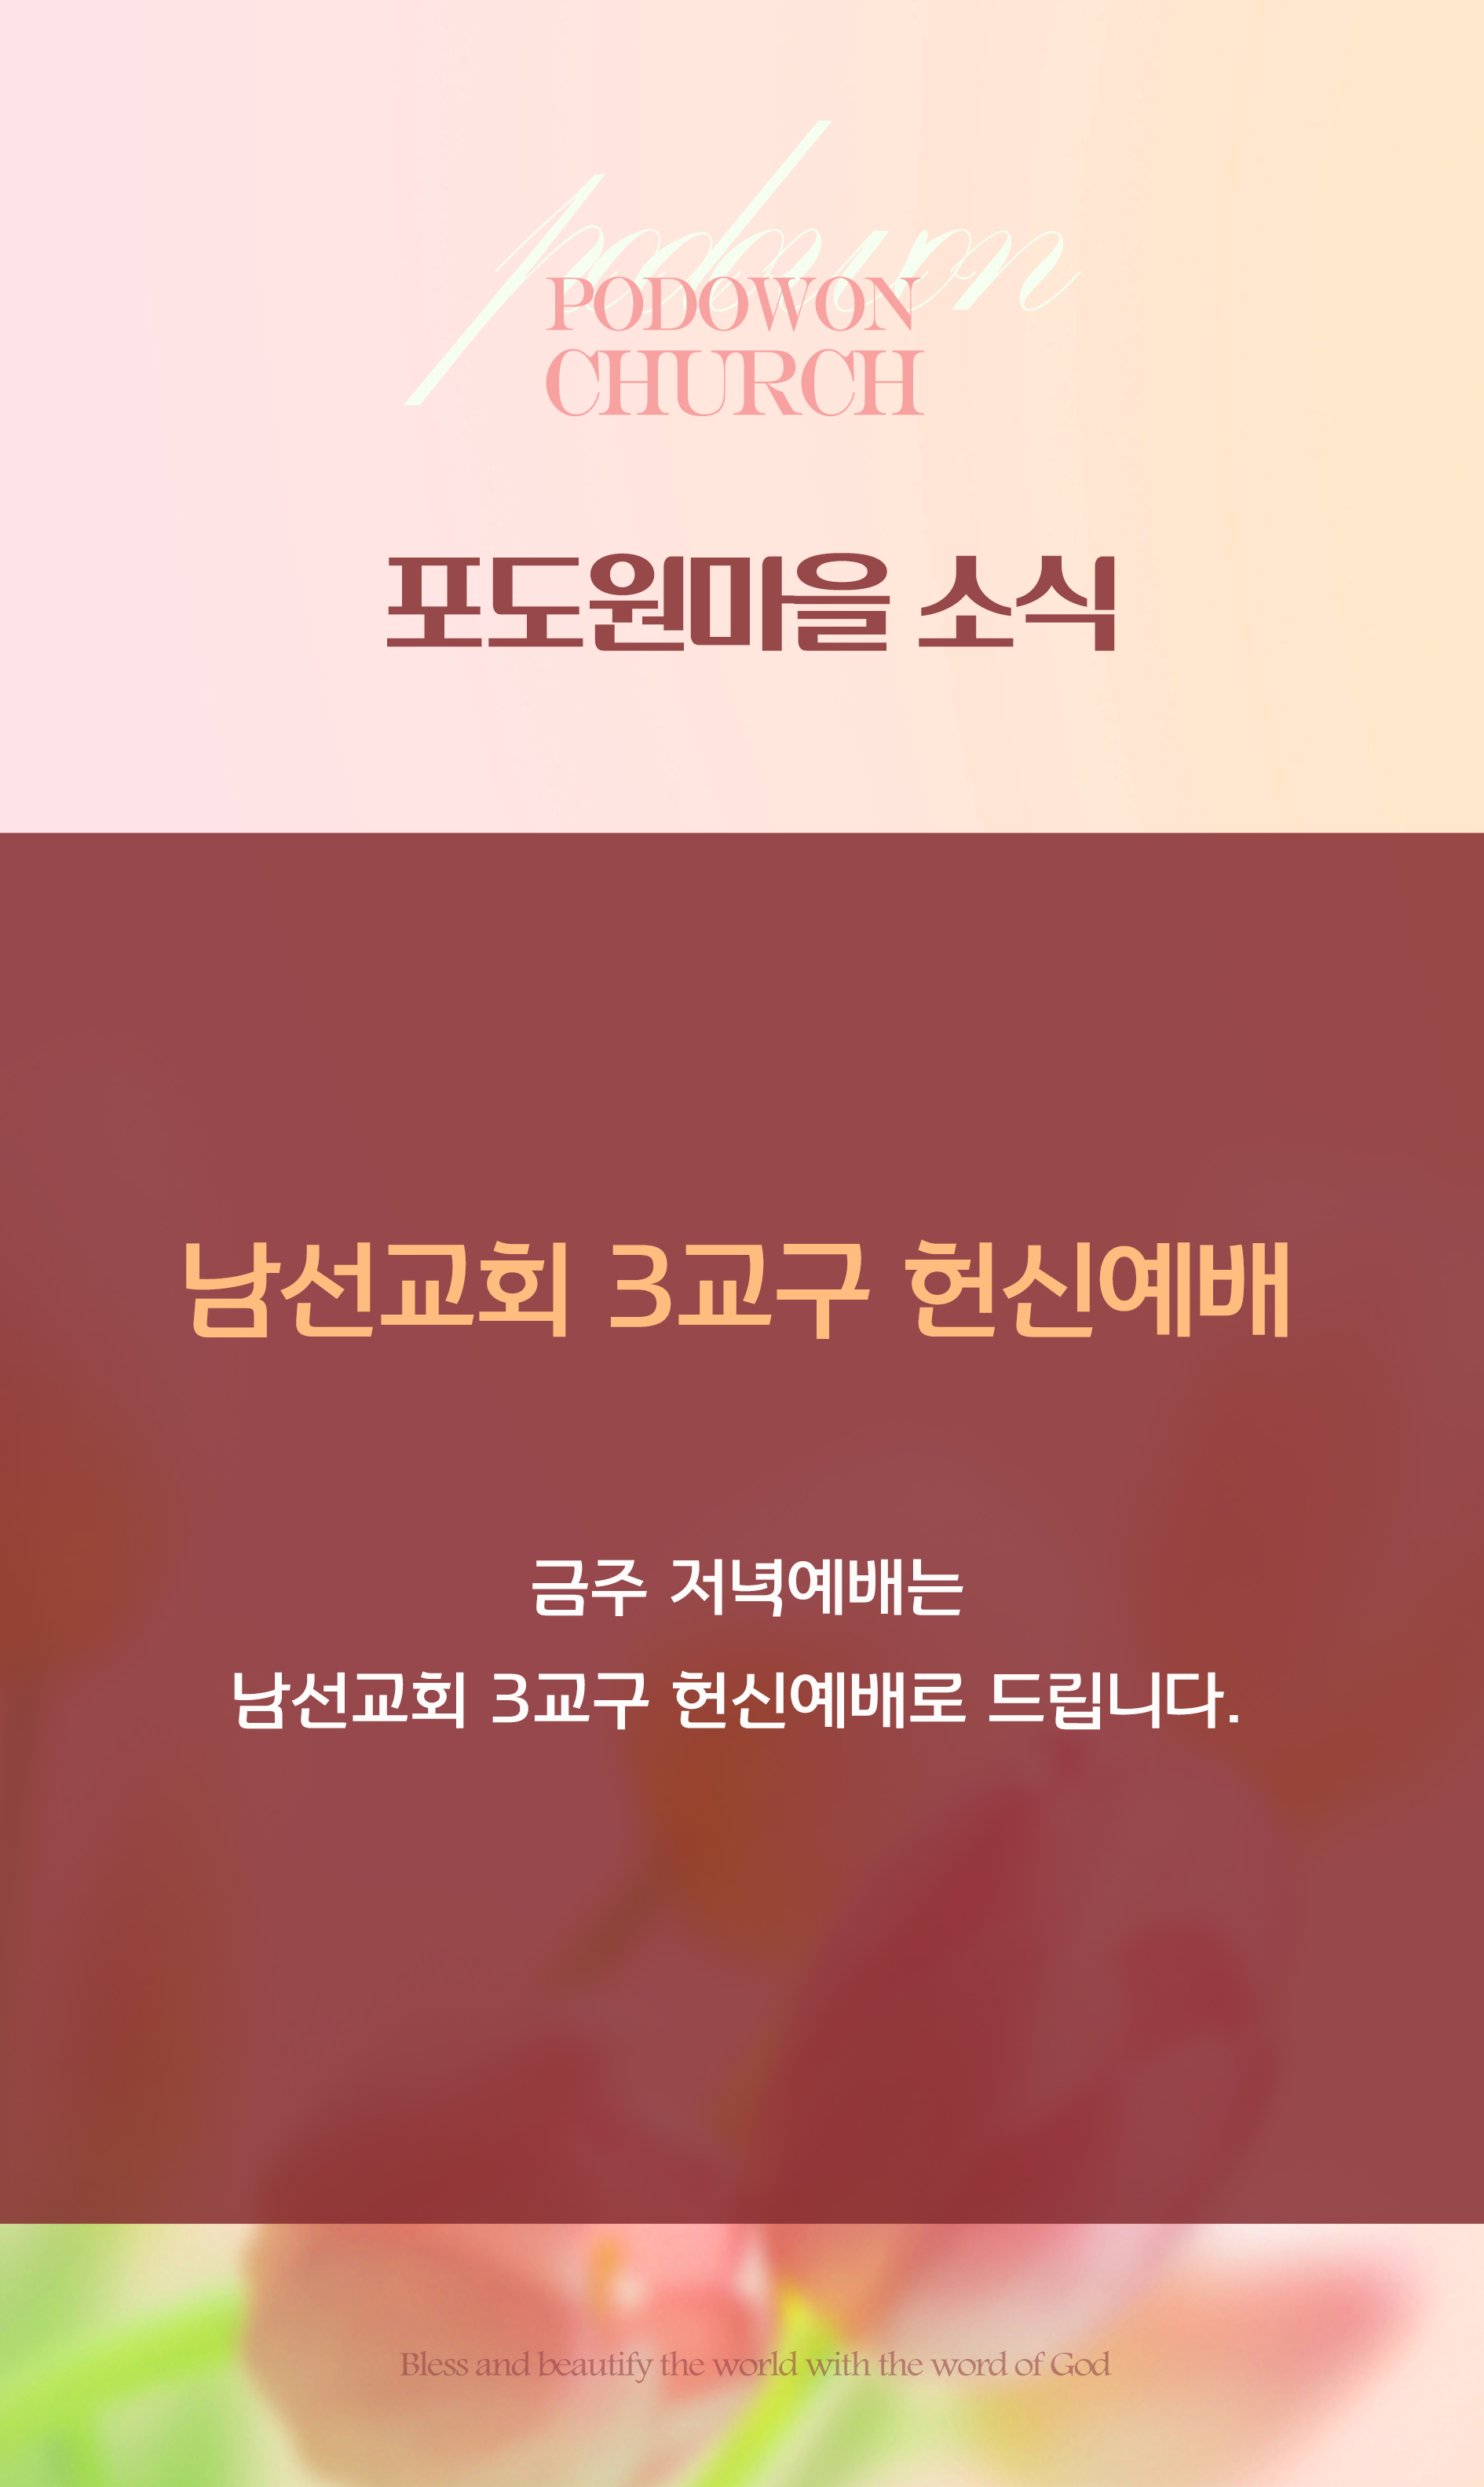 podowon
PODOWON
CHURCH
포도원마을 소식
남선교회 3교구 헌신예배
금주 저녁예배는
남선교회 3교구 헌신예배로 드립니다.
Bless and beautify the world with the word of God